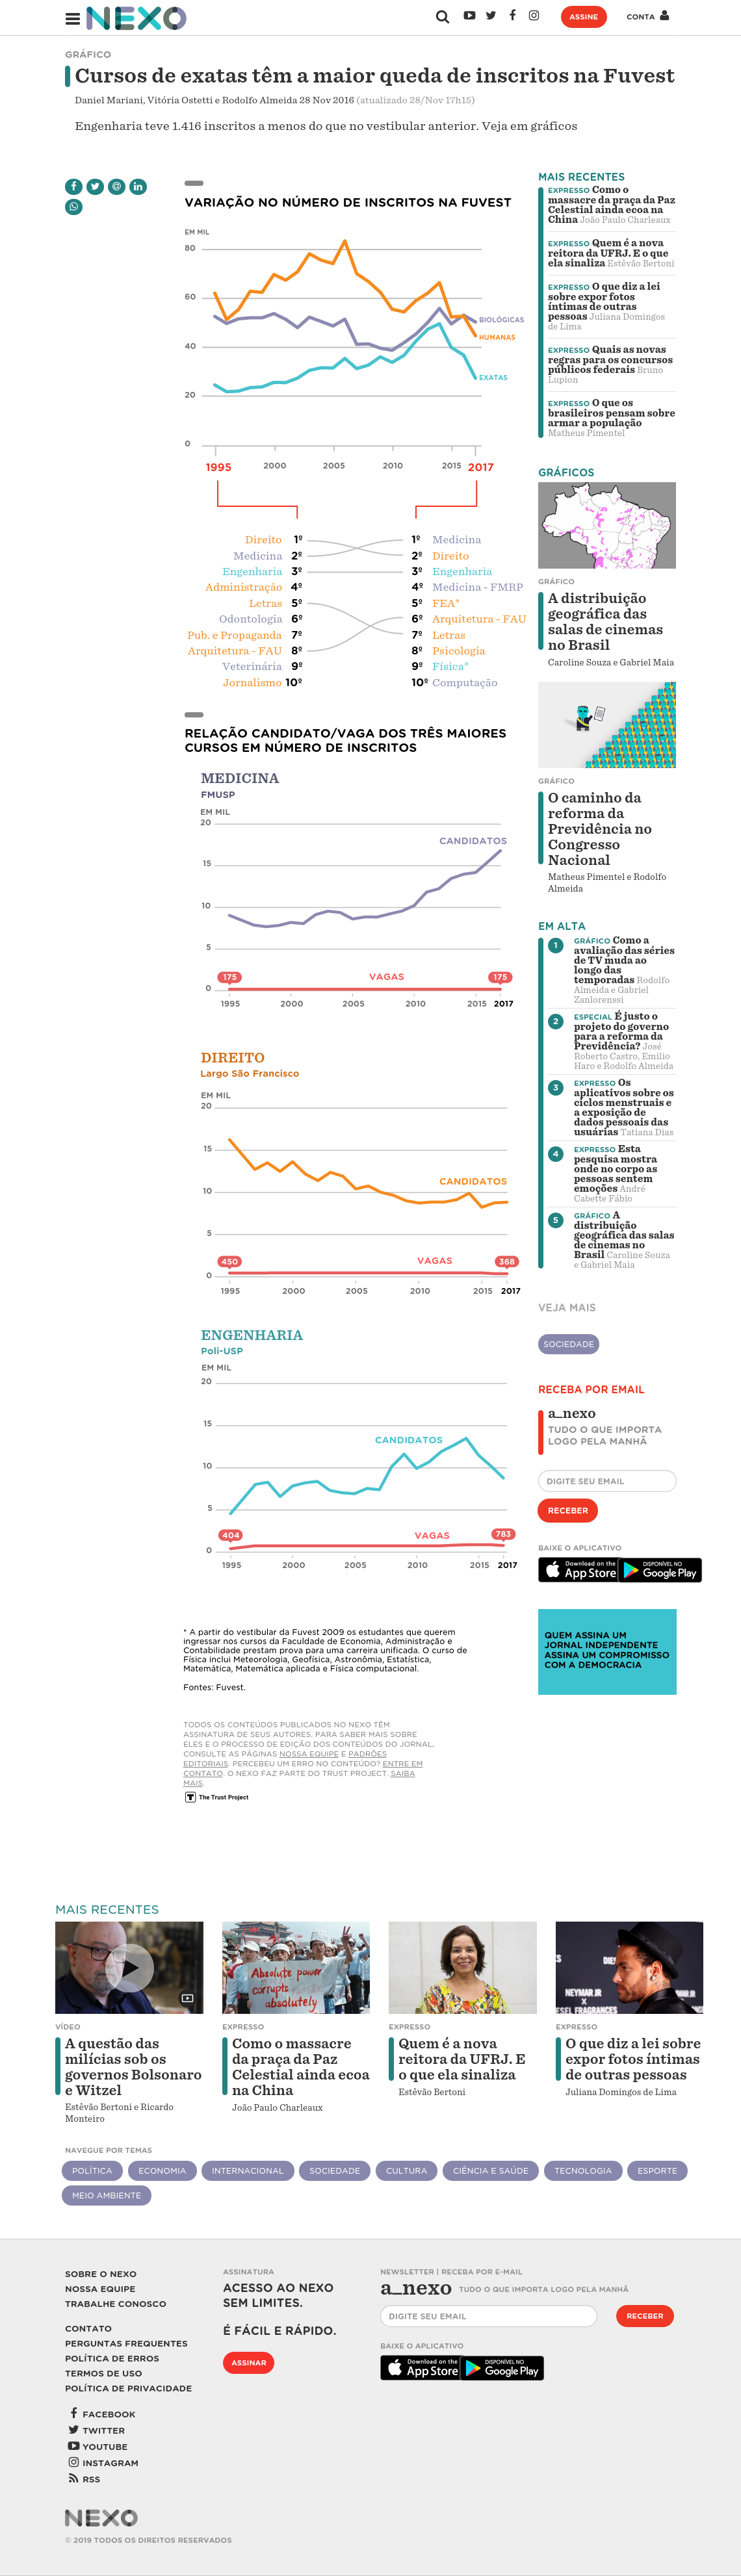 NEXO
ASSINE
CONTA
GRÁFICO
Cursos de exatas têm a maior queda de inscritos na Fuvest
Daniel Mariani, Vitória Ostetti e Rodolfo Almeida 28 Nov 2016 (atualizado 28/Nov 17h15)
Engenharia teve 1.416 inscritos a menos do que no vestibular anterior. Veja em gráficos
VARIAÇÃO NO NÚMERO DE INSCRITOS NA FUVEST
EM MIL
80
60
40
20
0
BIOLÓGICAS
HUMANAS
EXATAS
1995 2000 2005 2010 2015 2017
Direito 1º 1º Medicina
Medicina 2º 2º Direito
Engenharia 3º 3º Engenharia
Administração 4º 4º Medicina - FMRP
Letras 5º 5º FEA*
Odontologia 6º 6º Arquitetura - FAU
Pub. e Propaganda 7º 7º Letras
Arquitetura - FAU 8º 8º Psicologia
Veterinária 9º 9º Física*
Jornalismo 10º 10º Computação
RELAÇÃO CANDIDATO/VAGA DOS TRÊS MAIORES
CURSOS EM NÚMERO DE INSCRITOS
MEDICINA
FMUSP
EM MIL
20
CANDIDATOS
15
10
5
175 VAGAS 175
0
1995 2000 2005 2010 2015 2017
DIREITO
Largo São Francisco
EM MIL
20
15
CANDIDATOS
10
5
450 VAGAS 368
0
1995 2000 2005 2010 2015 2017
ENGENHARIA
Poli-USP
EM MIL
20
15
CANDIDATOS
10
5
404 VAGAS 783
0
1995 2000 2005 2010 2015 2017
* A partir do vestibular da Fuvest 2009 os estudantes que querem
ingressar nos cursos da Faculdade de Economia, Administração e
Contabilidade prestam prova para uma carreira unificada. O curso de
Física inclui Meteorologia, Geofísica, Astronômia, Estatística,
Matemática, Matemática aplicada e Física computacional.
Fontes: Fuvest.
TODOS OS CONTEÚDOS PUBLICADOS NO NEXO TÊM
ASSINATURA DE SEUS AUTORES. PARA SABER MAIS SOBRE
ELES E O PROCESSO DE EDIÇÃO DOS CONTEÚDOS DO JORNAL,
CONSULTE AS PÁGINAS NOSSA EQUIPE E PADRÕES
EDITORIAIS. PERCEBEU UM ERRO NO CONTEÚDO? ENTRE EM
CONTATO. O NEXO FAZ PARTE DO TRUST PROJECT. SAIBA
MAIS.
The Trust Project
MAIS RECENTES
EXPRESSO Como o
massacre da praça da Paz
Celestial ainda ecoa na
China João Paulo Charleaux
EXPRESSO Quem é a nova
reitora da UFRJ. E o que
ela sinaliza Estêvão Bertoni
EXPRESSO O que diz a lei
sobre expor fotos
íntimas de outras
pessoas Juliana Domingos
de Lima
EXPRESSO Quais as novas
regras para os concursos
públicos federais Bruno
Lupion
EXPRESSO O que os
brasileiros pensam sobre
armar a população
Matheus Pimentel
GRÁFICOS
GRÁFICO
A distribuição
geográfica das
salas de cinemas
no Brasil
Caroline Souza e Gabriel Maia
GRÁFICO
O caminho da
reforma da
Previdência no
Congresso
Nacional
Matheus Pimentel e Rodolfo
Almeida
EM ALTA
1 GRÁFICO Como a
avaliação das séries
de TV muda ao
longo das
temporadas Rodolfo
Almeida e Gabriel
Zanlorenssi
2 ESPECIAL É justo o
projeto do governo
para a reforma da
Previdência? José
Roberto Castro, Emílio
Haro e Rodolfo Almeida
3 EXPRESSO Os
aplicativos sobre os
ciclos menstruais e
a exposição de
dados pessoais das
usuárias Tatiana Dias
4 EXPRESSO Esta
pesquisa mostra
onde no corpo as
pessoas sentem
emoções André
Cabette Fábio
5 GRÁFICO A
distribuição
geográfica das salas
de cinemas no
Brasil Caroline Souza
e Gabriel Maia
VEJA MAIS
SOCIEDADE
RECEBA POR EMAIL
a_nexo
TUDO O QUE IMPORTA
LOGO PELA MANHÃ
DIGITE SEU EMAIL
RECEBER
BAIXE O APLICATIVO
Download on the
App Store
DISPONÍVEL NO
Google Play
QUEM ASSINA UM
JORNAL INDEPENDENTE
ASSINA UM COMPROMISSO
COM A DEMOCRACIA
MAIS RECENTES
Absolute power
corrupts
absolutely
NEYMAR JR
DIESEL FRAGRANCES
VÍDEO
A questão das
milícias sob os
governos Bolsonaro
e Witzel
Estêvão Bertoni e Ricardo
Monteiro
EXPRESSO
Como o massacre
da praça da Paz
Celestial ainda ecoa
na China
João Paulo Charleaux
EXPRESSO
Quem é a nova
reitora da UFRJ. E
o que ela sinaliza
Estêvão Bertoni
EXPRESSO
O que diz a lei sobre
expor fotos íntimas
de outras pessoas
Juliana Domingos de Lima
NAVEGUE POR TEMAS
POLÍTICA ECONOMIA INTERNACIONAL SOCIEDADE CULTURA CIÊNCIA E SAÚDE TECNOLOGIA ESPORTE
MEIO AMBIENTE
SOBRE O NEXO
NOSSA EQUIPE
TRABALHE CONOSCO
CONTATO
PERGUNTAS FREQUENTES
POLÍTICA DE ERROS
TERMOS DE USO
POLÍTICA DE PRIVACIDADE
FACEBOOK
TWITTER
YOUTUBE
INSTAGRAM
RSS
ASSINATURA
ACESSO AO NEXO
SEM LIMITES.
É FÁCIL E RÁPIDO.
ASSINAR
NEWSLETTER | RECEBA POR E-MAIL
a_nexo TUDO O QUE IMPORTA LOGO PELA MANHÃ
DIGITE SEU EMAIL
RECEBER
BAIXE O APLICATIVO
Download on the
App Store
DISPONÍVEL NO
Google Play
NEXO
© 2019 TODOS OS DIREITOS RESERVADOS